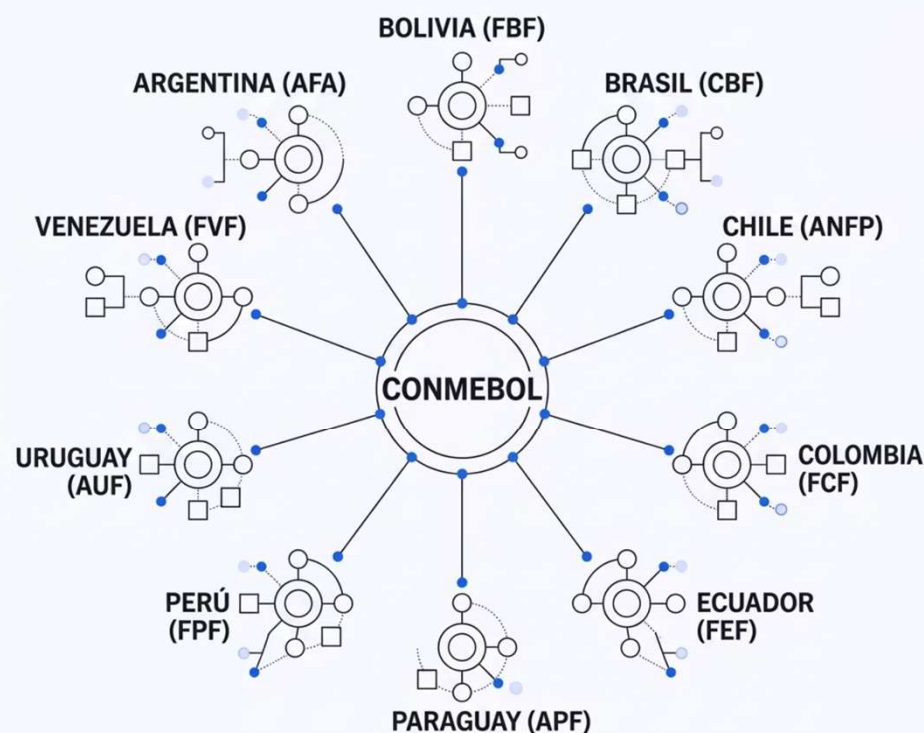 BOLIVIA (FBF)
ARGENTINA (AFA)
BRASIL (CBF)
VENEZUELA (FVF)
CHILE (ANFP)
CONMEBOL
URUGUAY
(AUF)
COLOMBIA
(FCF)
PERÚ
(FPF)
ECUADOR
(FEF)
PARAGUAY (APF)